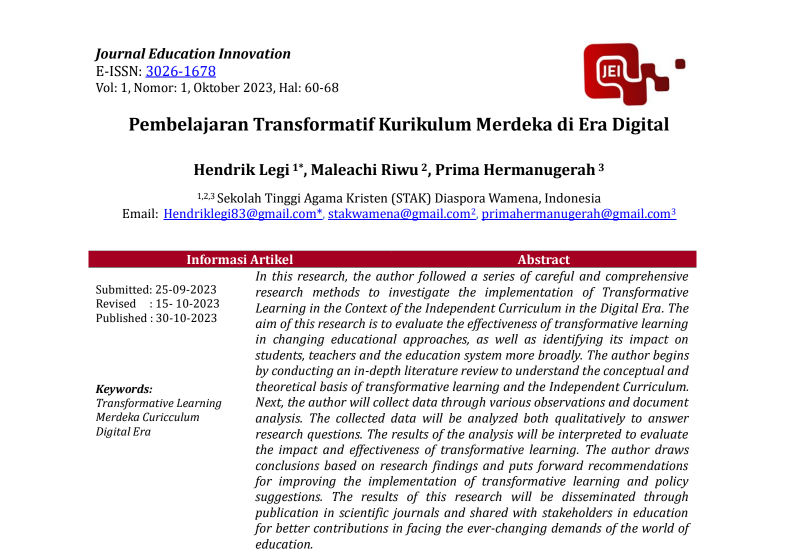 Journal Education Innovation
E-ISSN: 3026-1678
Vol: 1, Nomor: 1, Oktober 2023, Hal: 60-68
JEI
Pembelajaran Transformatif Kurikulum Merdeka di Era Digital
Hendrik Legi 1*, Maleachi Riwu 2, Prima Hermanugerah 3
1,2,3 Sekolah Tinggi Agama Kristen (STAK) Diaspora Wamena, Indonesia
Email: Hendriklegi83@gmail.com*, stakwamena@gmail.com2, primahermanugerah@gmail.com3
Informasi Artikel
Submitted: 25-09-2023
Revised : 15- 10-2023
Published : 30-10-2023
Keywords:
Transformative Learning
Merdeka Curicculum
Digital Era
Abstract
In this research, the author followed a series of careful and comprehensive
research methods to investigate the implementation of Transformative
Learning in the Context of the Independent Curriculum in the Digital Era. The
aim of this research is to evaluate the effectiveness of transformative learning
in changing educational approaches, as well as identifying its impact on
students, teachers and the education system more broadly. The author begins
by conducting an in-depth literature review to understand the conceptual and
theoretical basis of transformative learning and the Independent Curriculum.
Next, the author will collect data through various observations and document
analysis. The collected data will be analyzed both qualitatively to answer
research questions. The results of the analysis will be interpreted to evaluate
the impact and effectiveness of transformative learning. The author draws
conclusions based on research findings and puts forward recommendations
for improving the implementation of transformative learning and policy
suggestions. The results of this research will be disseminated through
publication in scientific journals and shared with stakeholders in education
for better contributions in facing the ever-changing demands of the world of
education.